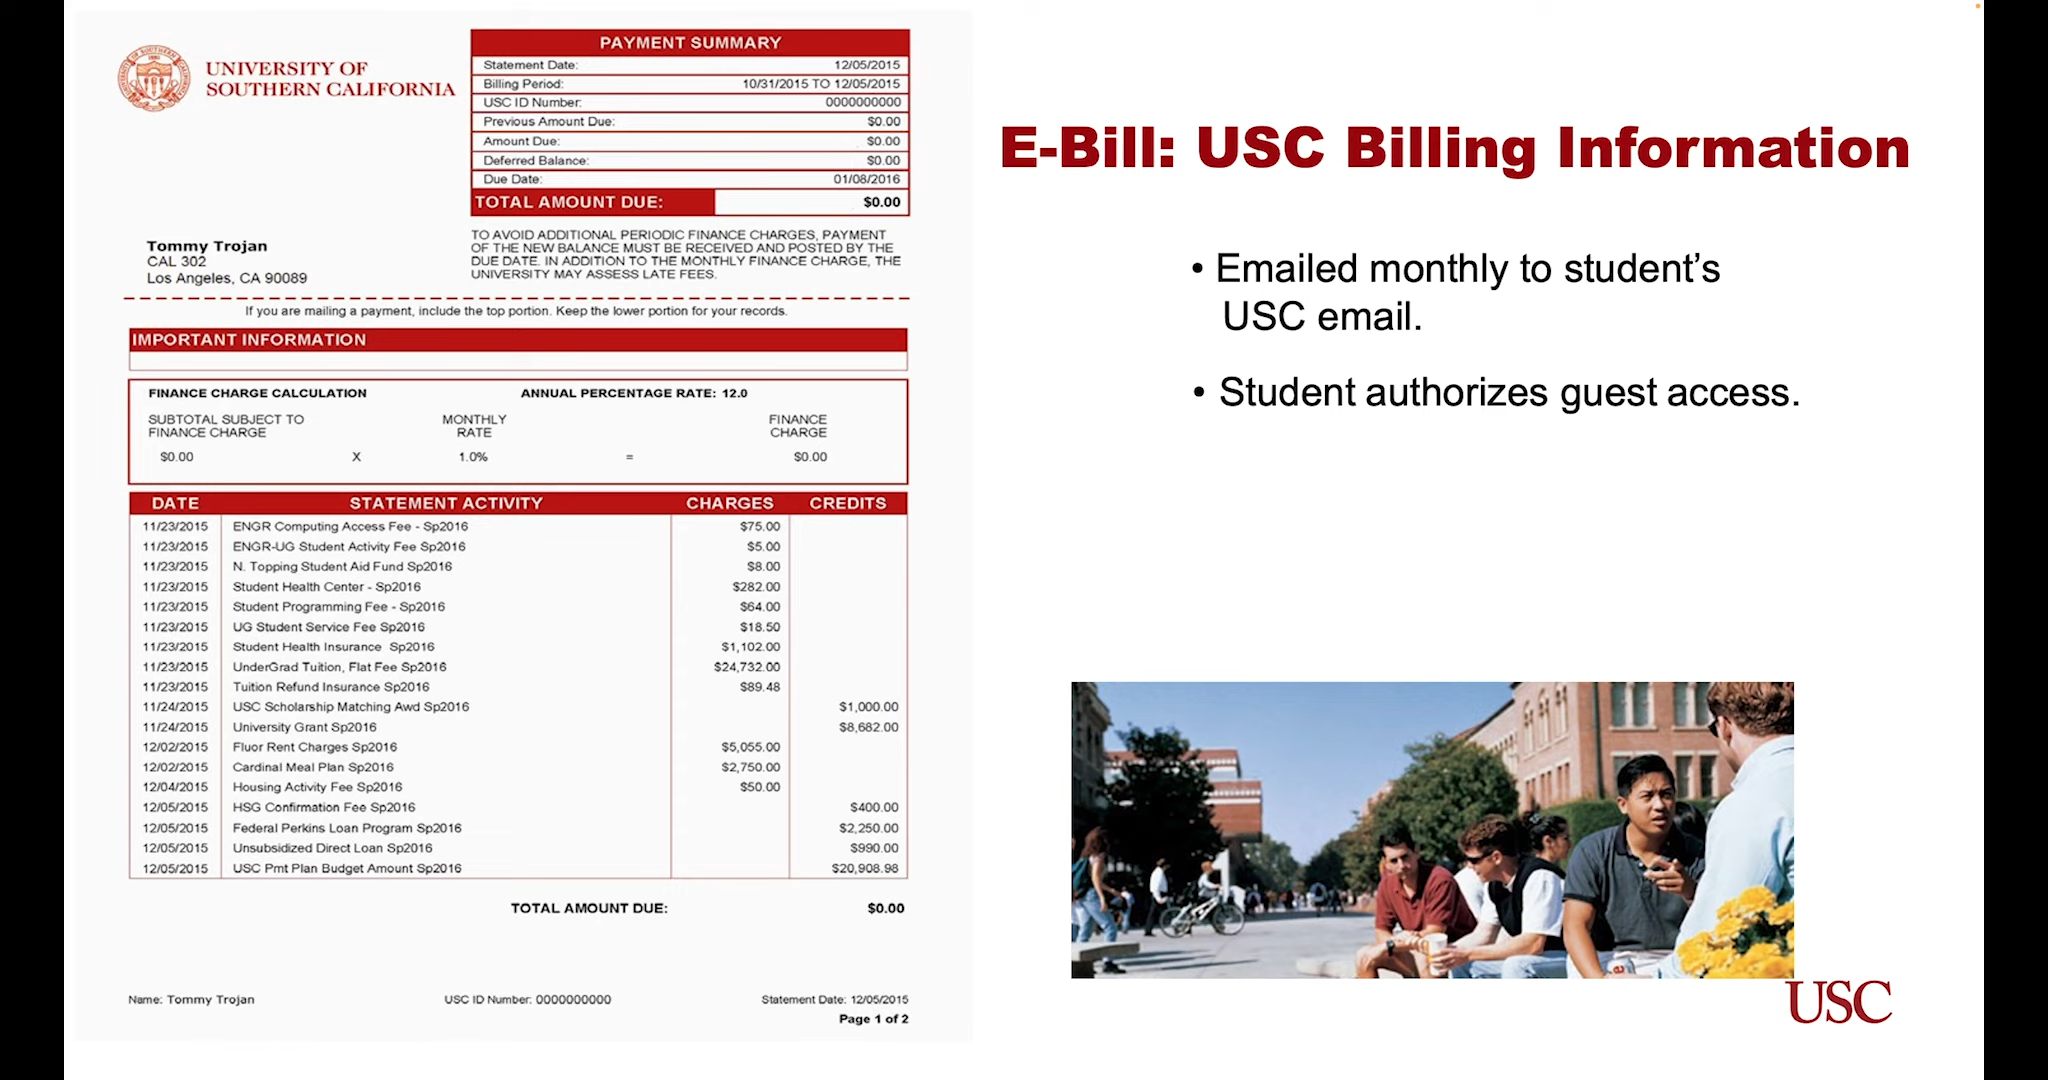 UNIVERSITY OF
SOUTHERN CALIFORNIA
PAYMENT SUMMARY
Statement Date: 12/05/2015
Billing Period: 10/31/2015 TO 12/05/2015
USC ID Number: 0000000000
Previous Amount Due: $0.00
Amount Due: $0.00
Deferred Balance: $0.00
Due Date: 01/08/2016
TOTAL AMOUNT DUE: $0.00
Tommy Trojan
CAL 302
Los Angeles, CA 90089
TO AVOID ADDITIONAL PERIODIC FINANCE CHARGES, PAYMENT
OF THE NEW BALANCE MUST BE RECEIVED AND POSTED BY THE
DUE DATE. IN ADDITION TO THE MONTHLY FINANCE CHARGE, THE
UNIVERSITY MAY ASSESS LATE FEES.
If you are mailing a payment, include the top portion. Keep the lower portion for your records.
IMPORTANT INFORMATION
FINANCE CHARGE CALCULATION ANNUAL PERCENTAGE RATE: 12.0
SUBTOTAL SUBJECT TO MONTHLY FINANCE
FINANCE CHARGE RATE CHARGE
$0.00 X 1.0% = $0.00
DATE STATEMENT ACTIVITY CHARGES CREDITS
11/23/2015 ENGR Computing Access Fee - Sp2016 $75.00
11/23/2015 ENGR-UG Student Activity Fee Sp2016 $5.00
11/23/2015 N. Topping Student Aid Fund Sp2016 $8.00
11/23/2015 Student Health Center - Sp2016 $282.00
11/23/2015 Student Programming Fee - Sp2016 $64.00
11/23/2015 UG Student Service Fee Sp2016 $18.50
11/23/2015 Student Health Insurance Sp2016 $1,102.00
11/23/2015 UnderGrad Tuition, Flat Fee Sp2016 $24,732.00
11/23/2015 Tuition Refund Insurance Sp2016 $89.48
11/24/2015 USC Scholarship Matching Awd Sp2016 $1,000.00
11/24/2015 University Grant Sp2016 $8,682.00
12/02/2015 Fluor Rent Charges Sp2016 $5,055.00
12/02/2015 Cardinal Meal Plan Sp2016 $2,750.00
12/04/2015 Housing Activity Fee Sp2016 $50.00
12/05/2015 HSG Confirmation Fee Sp2016 $400.00
12/05/2015 Federal Perkins Loan Program Sp2016 $2,250.00
12/05/2015 Unsubsidized Direct Loan Sp2016 $990.00
12/05/2015 USC Pmt Plan Budget Amount Sp2016 $20,908.98
TOTAL AMOUNT DUE: $0.00
Name: Tommy Trojan USC ID Number: 0000000000 Statement Date: 12/05/2015
Page 1 of 2
E-Bill: USC Billing Information
• Emailed monthly to student’s
USC email.
• Student authorizes guest access.
USC